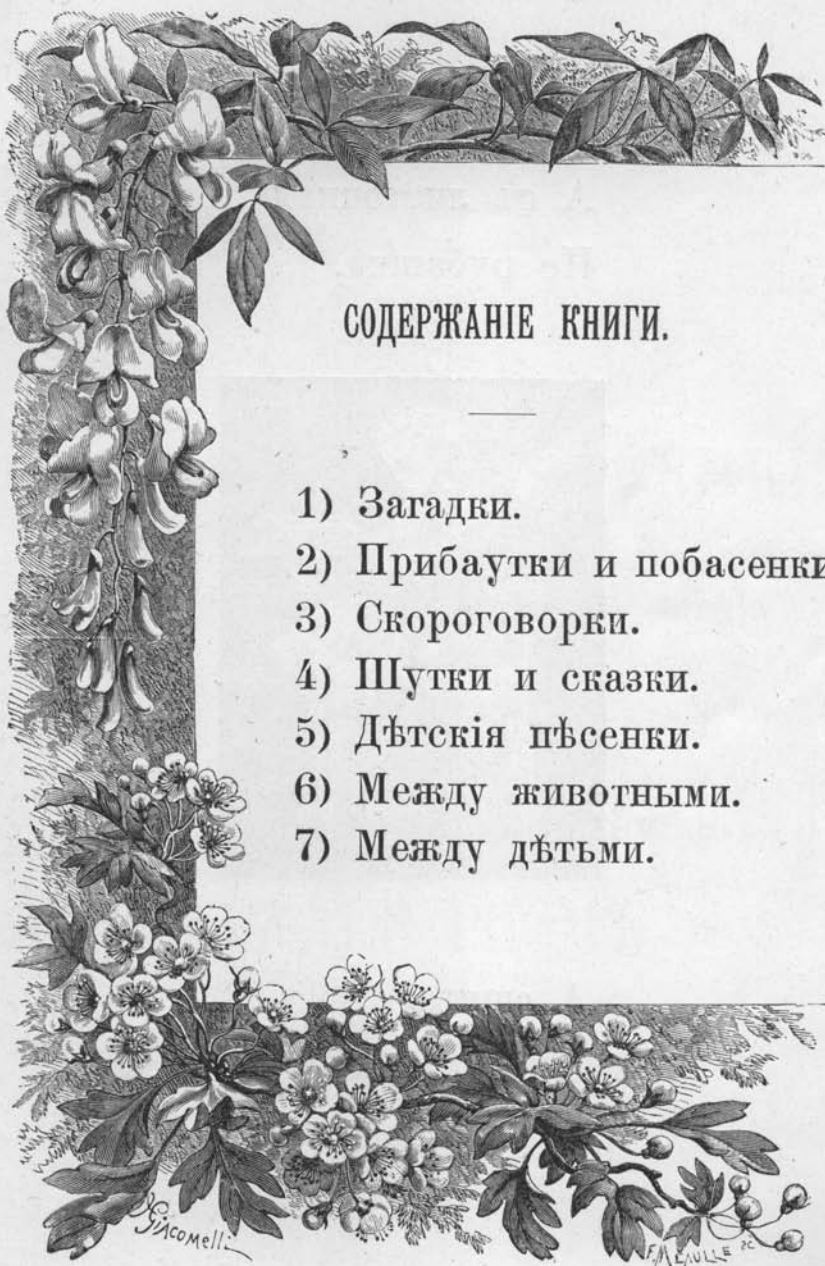 СОДЕРЖАНІЕ КНИГИ.
1) Загадки.
2) Прибаутки и побасенки
3) Скороговорки.
4) Шутки и сказки.
5) Дѣтскія пѣсенки.
6) Между животными.
7) Между дѣтьми.
Giacomelli
F. MÉAULLE SC